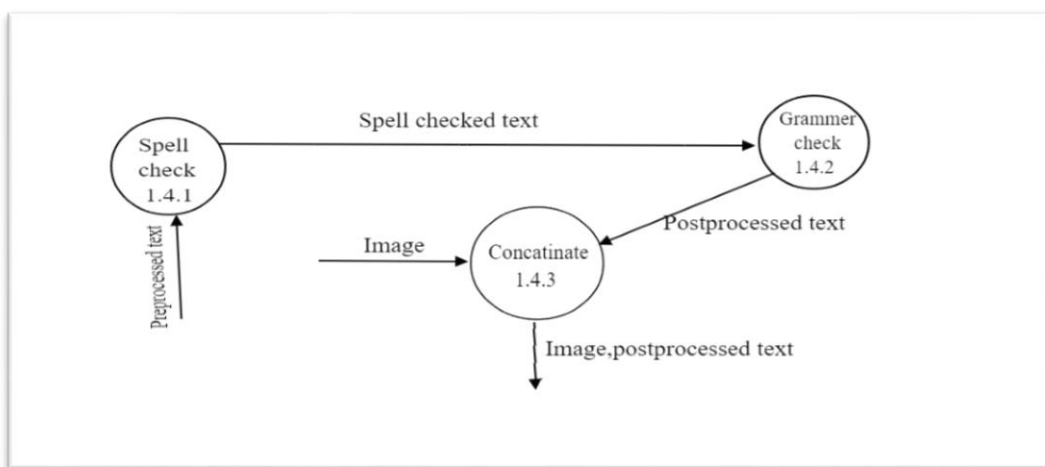 Spell checked text
Grammer
check
1.4.2
Spell
check
1.4.1
Preprocessed text
Postprocessed text
Image
Concatinate
1.4.3
Image,postprocessed text